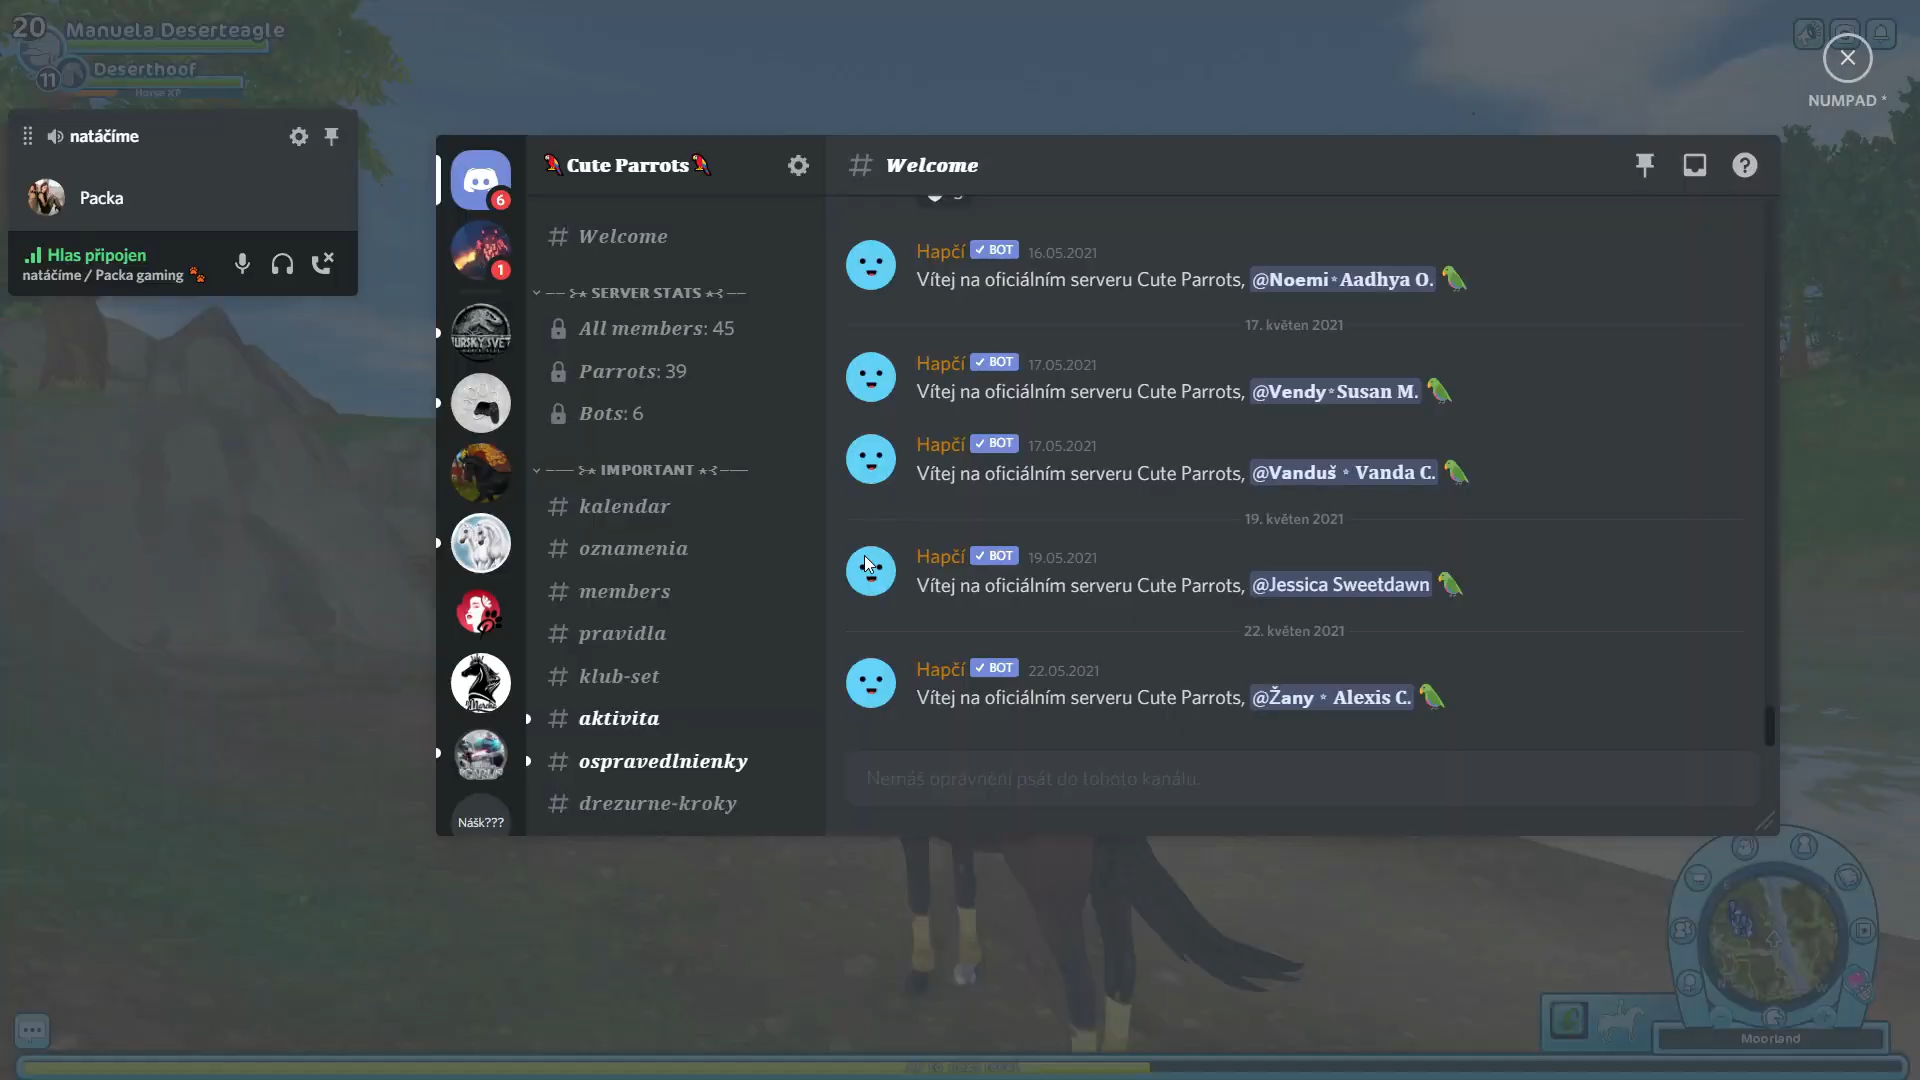 20 Manuela Deserteagle
11 Deserthoof
Horse XP
NUMPAD *
natáčíme
Packa
Hlas připojen
natáčíme / Packa gaming
6
1
Nášk???
Cute Parrots
# Welcome
SERVER STATS
All members: 45
Parrots: 39
Bots: 6
IMPORTANT
# kalendar
# oznamenia
# members
# pravidla
# klub-set
# aktivita
# ospravedlnienky
# drezurne-kroky
# Welcome
Hapčí ✓ BOT 16.05.2021
Vítej na oficiálním serveru Cute Parrots, @Noemi⋆Aadhya O.
17. květen 2021
Hapčí ✓ BOT 17.05.2021
Vítej na oficiálním serveru Cute Parrots, @Vendy⋆Susan M.
Hapčí ✓ BOT 17.05.2021
Vítej na oficiálním serveru Cute Parrots, @Vanduš ⋆ Vanda C.
19. květen 2021
Hapčí ✓ BOT 19.05.2021
Vítej na oficiálním serveru Cute Parrots, @Jessica Sweetdawn
22. květen 2021
Hapčí ✓ BOT 22.05.2021
Vítej na oficiálním serveru Cute Parrots, @Žany ⋆ Alexis C.
Nemáš oprávnění psát do tohoto kanálu.
Moorland